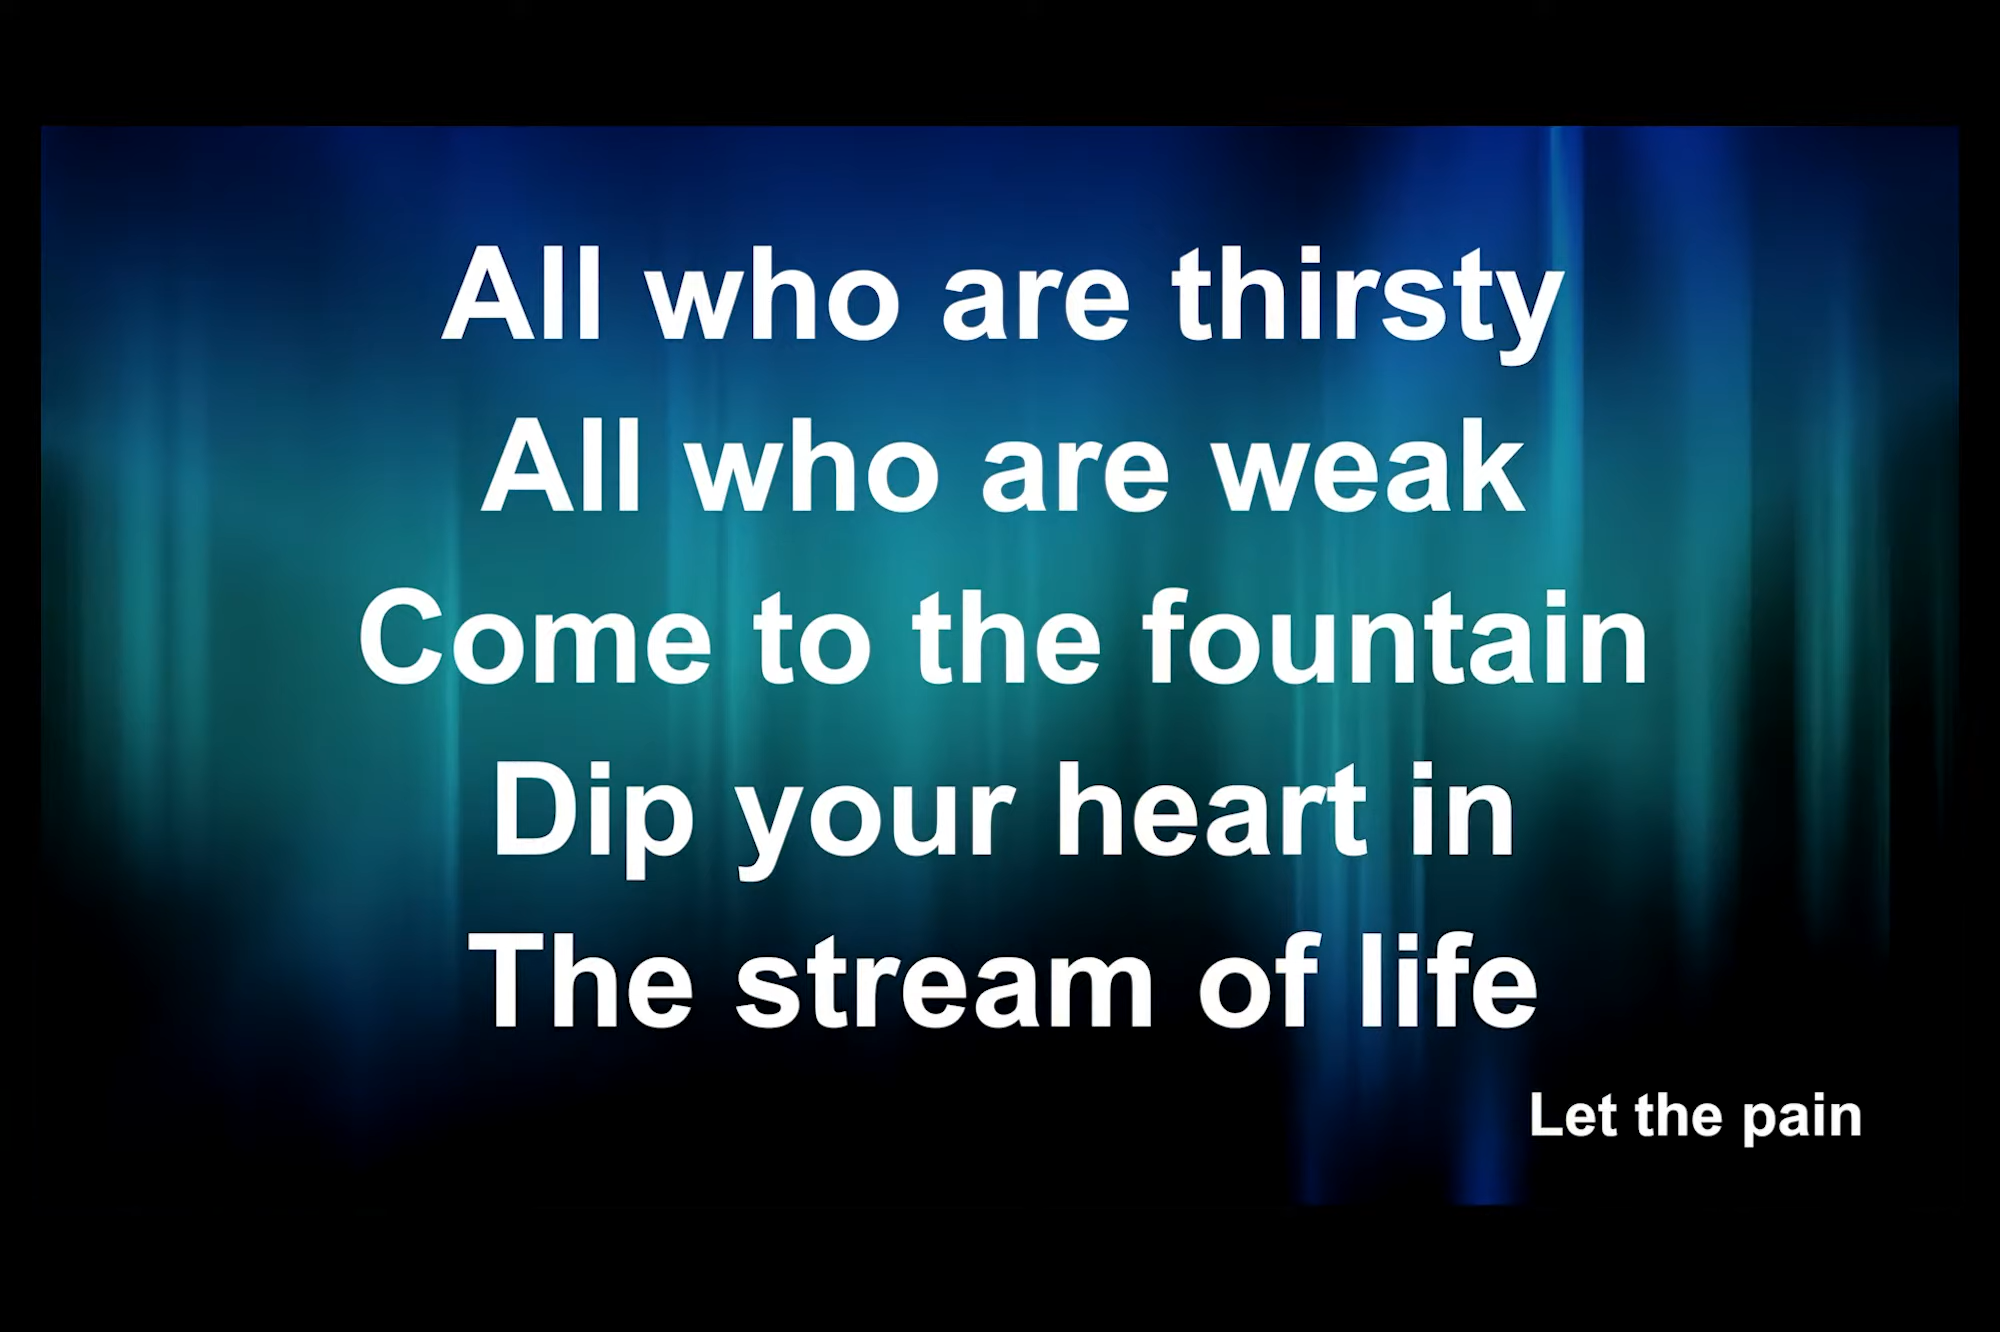 All who are thirsty
All who are weak
Come to the fountain
Dip your heart in
The stream of life
Let the pain